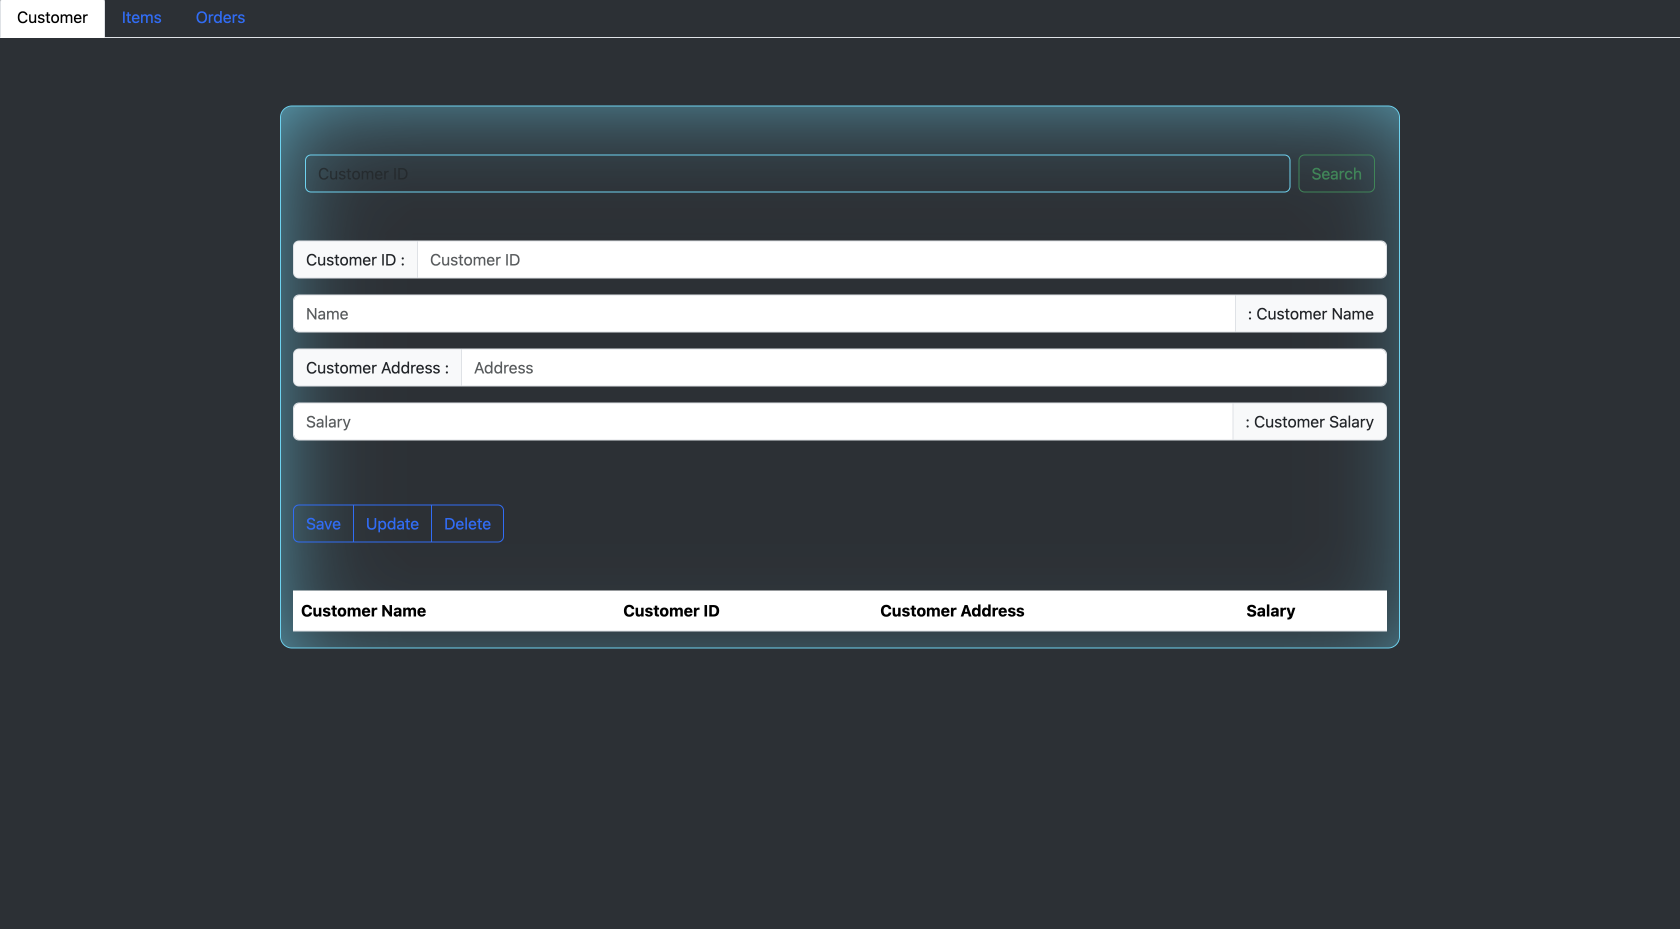 Customer Items Orders
Customer ID Search
Customer ID : Customer ID
Name : Customer Name
Customer Address : Address
Salary : Customer Salary
Save Update Delete
Customer Name Customer ID Customer Address Salary